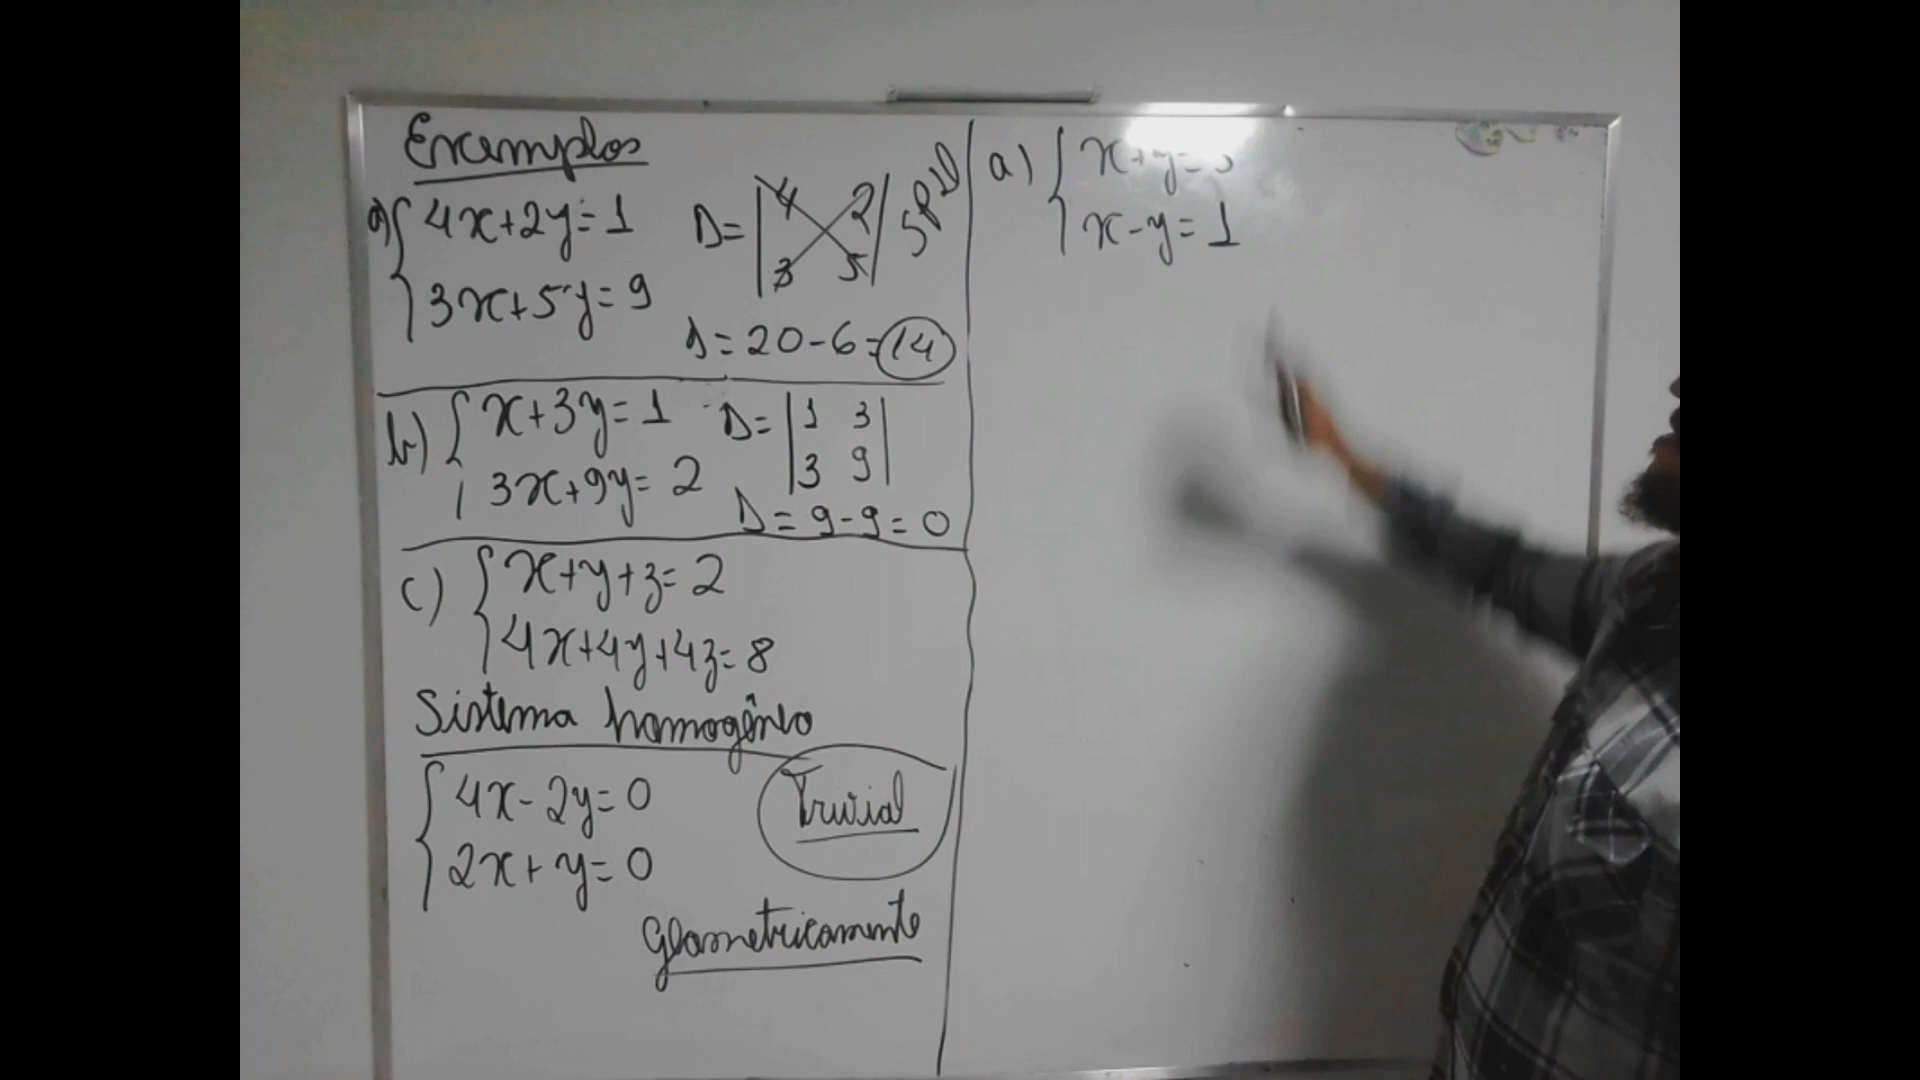 Exemplos
a) { 4x+2y=1
3x+5y=9
D= | 4 2 |
| 3 5 |
SPD
Δ=20-6=14
b) { x+3y=1
3x+9y=2
D= | 1 3 |
| 3 9 |
D=9-9=0
c) { x+y+z=2
4x+4y+4z=8
Sistema homogêneo
{ 4x-2y=0
2x+y=0
Trivial
Geometricamente
a) { x+y=
x-y=1